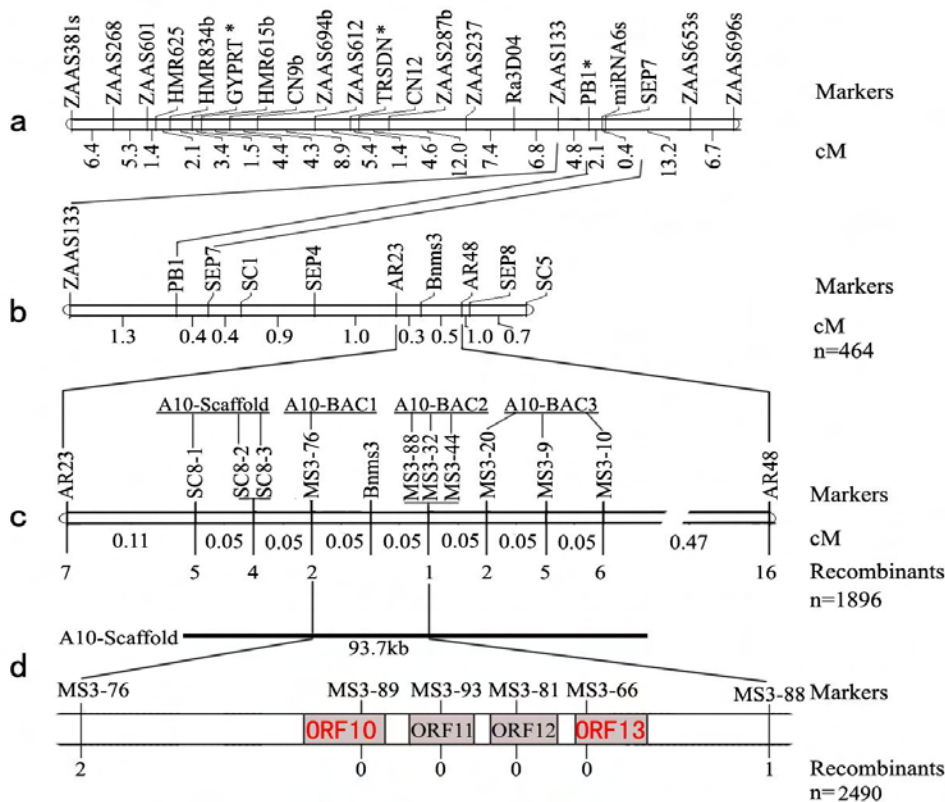 ZAAS381s ZAAS268 ZAAS601 HMR625 HMR834b GYPRT * HMR615b CN9b ZAAS694b ZAAS612 TRSDN* CN12 ZAAS287b ZAAS237 Ra3D04 ZAAS133 PB1* miRNA6s SEP7 ZAAS653s ZAAS696s Markers
a
6.4 5.3 1.4 2.1 3.4 1.5 4.4 4.3 8.9 5.4 1.4 4.6 12.0 7.4 6.8 4.8 2.1 0.4 13.2 6.7 cM
ZAAS133 PB1 SEP7 SC1 SEP4 AR23 Bnms3 AR48 SEP8 SC5 Markers
b
1.3 0.4 0.4 0.9 1.0 0.3 0.5 1.0 0.7 cM
n=464
A10-Scaffold A10-BAC1 A10-BAC2 A10-BAC3
AR23 SC8-1 SC8-2 SC8-3 MS3-76 Bnms3 MS3-88 MS3-32 MS3-44 MS3-20 MS3-9 MS3-10 AR48 Markers
c
0.11 0.05 0.05 0.05 0.05 0.05 0.05 0.05 0.47 cM
7 5 4 2 1 2 5 6 16 Recombinants
n=1896
A10-Scaffold
93.7kb
d
MS3-76 MS3-89 MS3-93 MS3-81 MS3-66 MS3-88 Markers
ORF10 ORF11 ORF12 ORF13
2 0 0 0 0 1 Recombinants
n=2490